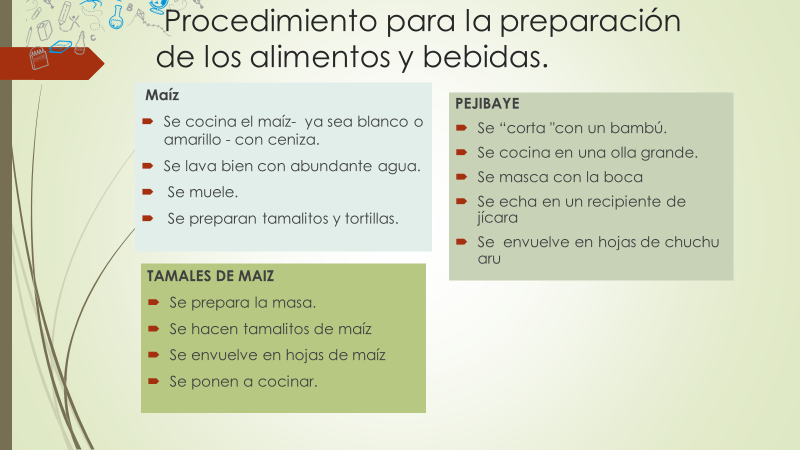 Procedimiento para la preparación
de los alimentos y bebidas.
Maíz
Se cocina el maíz-  ya sea blanco o
amarillo - con ceniza.
Se lava bien con abundante agua.
Se muele.
Se preparan tamalitos y tortillas.
TAMALES DE MAIZ
Se prepara la masa.
Se hacen tamalitos de maíz
Se envuelve en hojas de maíz
Se ponen a cocinar.
PEJIBAYE
Se “corta ”con un bambú.
Se cocina en una olla grande.
Se masca con la boca
Se echa en un recipiente de
jícara
Se  envuelve en hojas de chuchu
aru